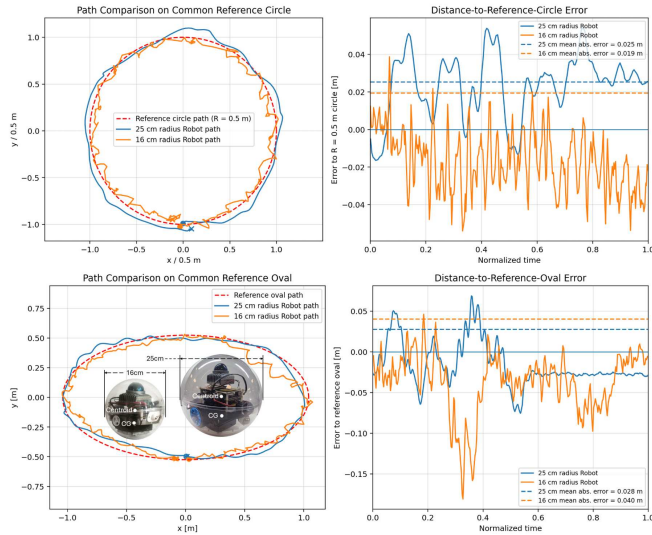 Path Comparison on Common Reference Circle
1.0
0.5
0.0
−0.5
−1.0
y / 0.5 m
Reference circle path (R = 0.5 m)
25 cm radius Robot path
16 cm radius Robot path
−1.0
−0.5
0.0
0.5
1.0
x / 0.5 m
Distance-to-Reference-Circle Error
25 cm radius Robot
16 cm radius Robot
25 cm mean abs. error = 0.025 m
16 cm mean abs. error = 0.019 m
0.04
0.02
0.00
−0.02
−0.04
Error to R = 0.5 m circle [m]
0.0
0.2
0.4
0.6
0.8
1.0
Normalized time
Path Comparison on Common Reference Oval
Reference oval path
25 cm radius Robot path
16 cm radius Robot path
0.75
0.50
0.25
0.00
−0.25
−0.50
−0.75
y [m]
25cm
16cm
Centroid
CG
Centroid
CG
−1.0
−0.5
0.0
0.5
1.0
x [m]
Distance-to-Reference-Oval Error
0.05
0.00
−0.05
−0.10
−0.15
Error to reference oval [m]
25 cm radius Robot
16 cm radius Robot
25 cm mean abs. error = 0.028 m
16 cm mean abs. error = 0.040 m
0.0
0.2
0.4
0.6
0.8
1.0
Normalized time